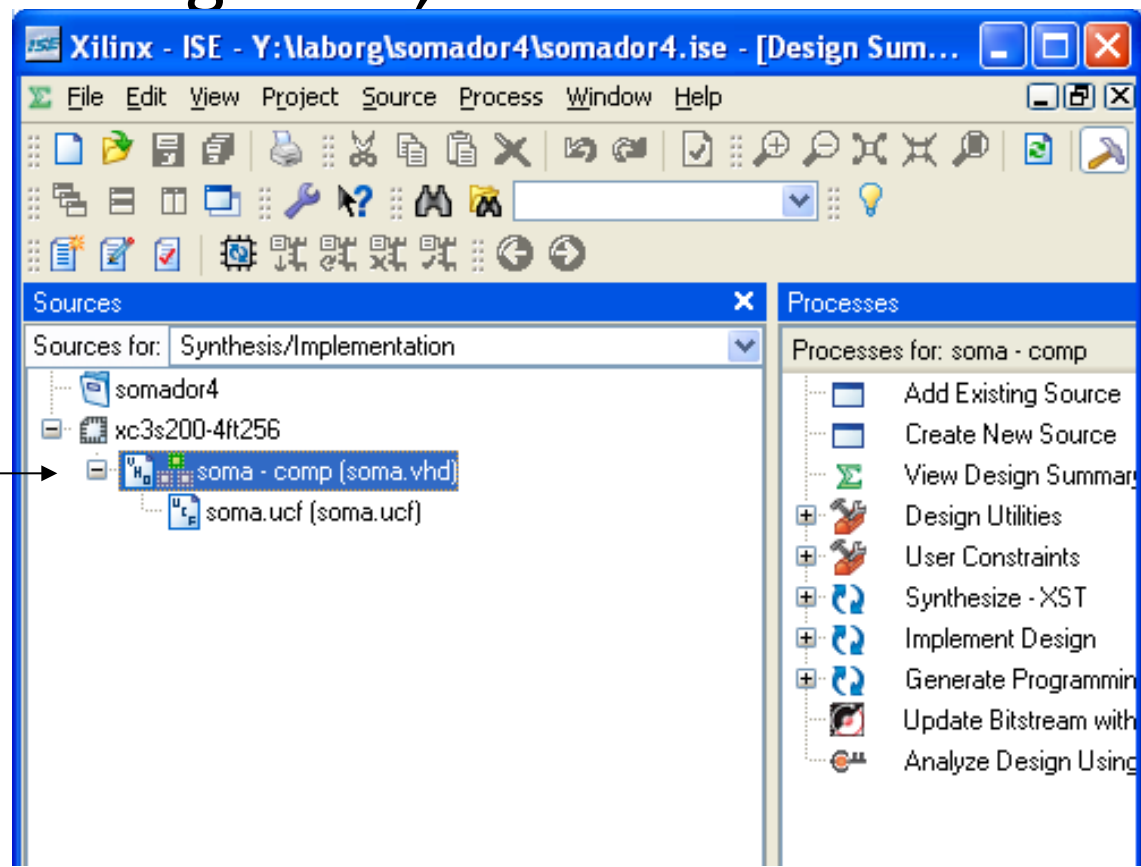 Xilinx - ISE - Y:\laborg\somador4\somador4.ise - [Design Sum...
File Edit View Project Source Process Window Help
Sources
Sources for: Synthesis/Implementation
somador4
xc3s200-4ft256
soma - comp (soma.vhd)
soma.ucf (soma.ucf)
Processes
Processes for: soma - comp
Add Existing Source
Create New Source
View Design Summary
Design Utilities
User Constraints
Synthesize - XST
Implement Design
Generate Programmin
Update Bitstream with
Analyze Design Using